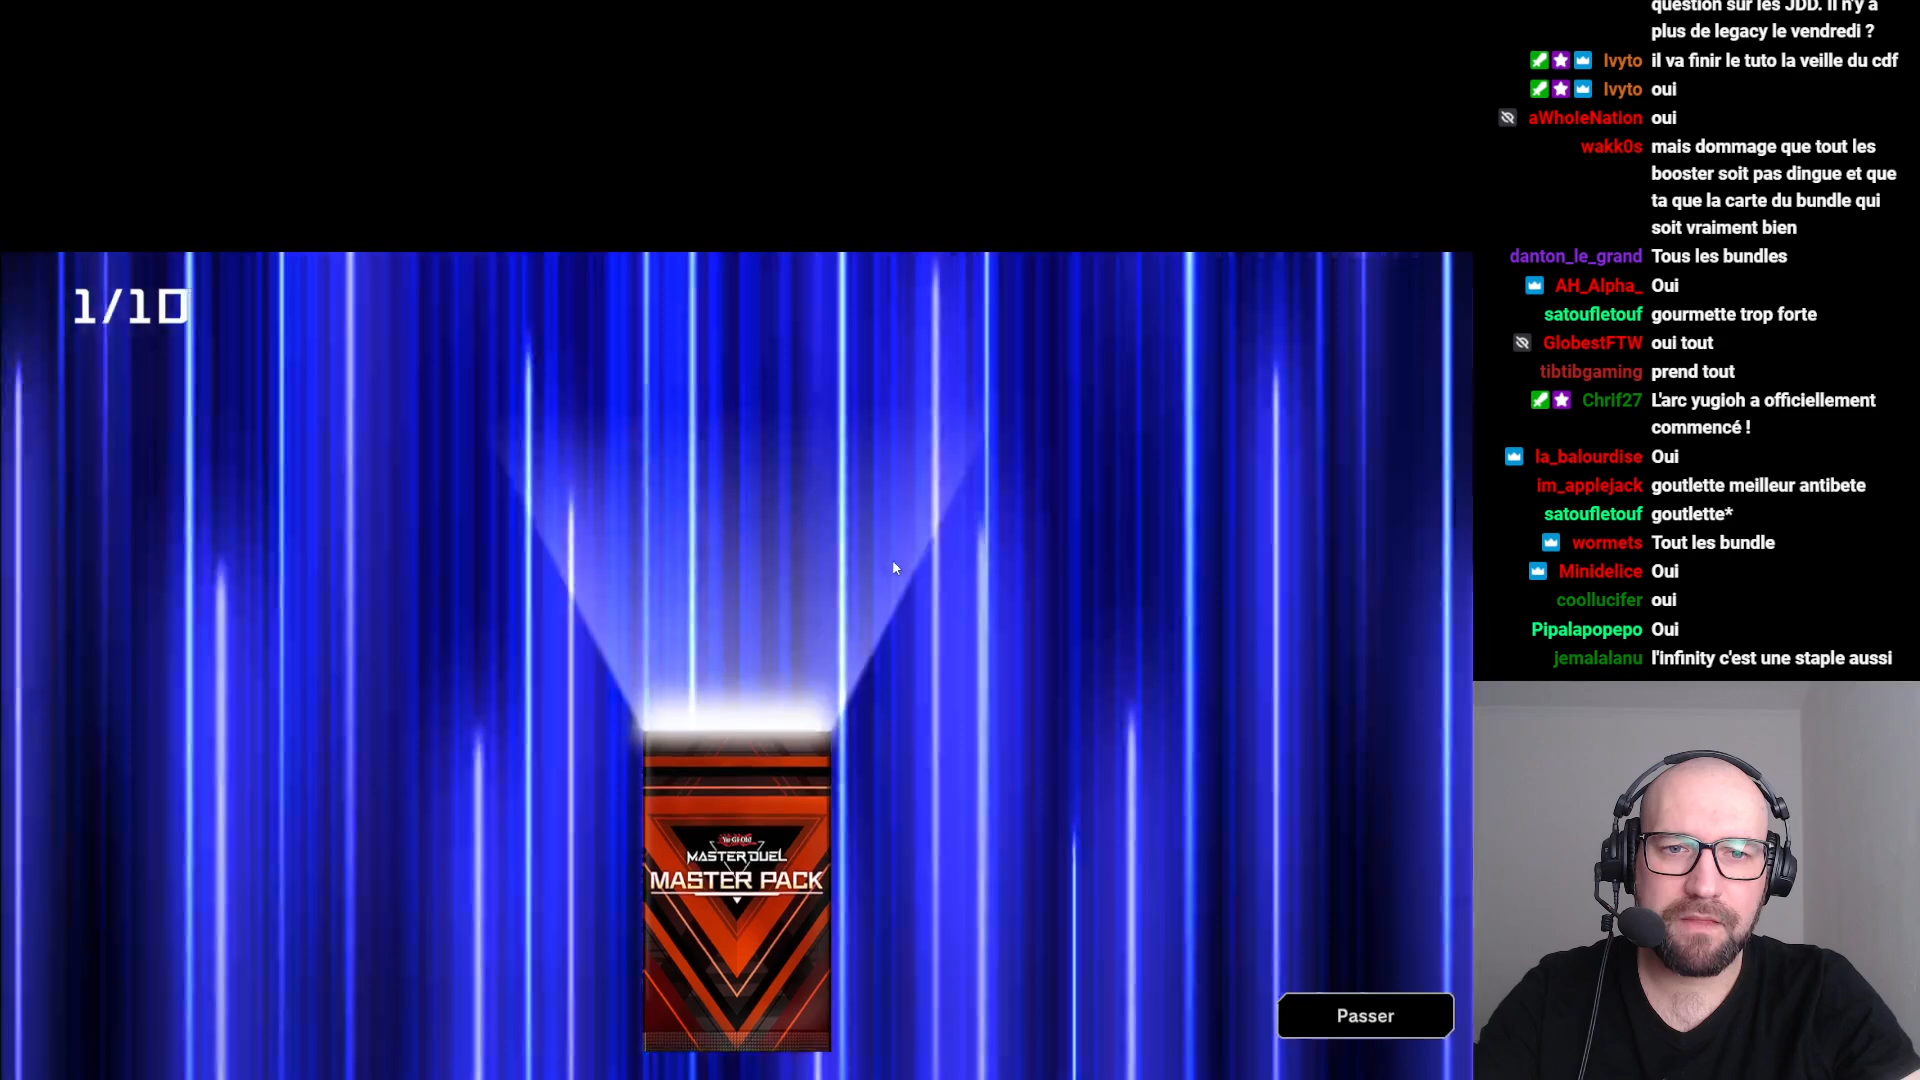 question sur les JDD. Il n'y a
plus de legacy le vendredi ?
Ivyto il va finir le tuto la veille du cdf
Ivyto oui
aWholeNation oui
wakk0s mais dommage que tout les
booster soit pas dingue et que
ta que la carte du bundle qui
soit vraiment bien
danton_le_grand Tous les bundles
AH_Alpha_ Oui
satoufletouf gourmette trop forte
GlobestFTW oui tout
tibtibgaming prend tout
Chrif27 L'arc yugioh a officiellement
commencé !
la_balourdise Oui
im_applejack goutlette meilleur antibete
satoufletouf goutlette*
wormets Tout les bundle
Minidelice Oui
coollucifer oui
Pipalapopepo Oui
jemalalanu l'infinity c'est une staple aussi
1/10
Yu-Gi-Oh!
MASTER DUEL
MASTER PACK
Passer